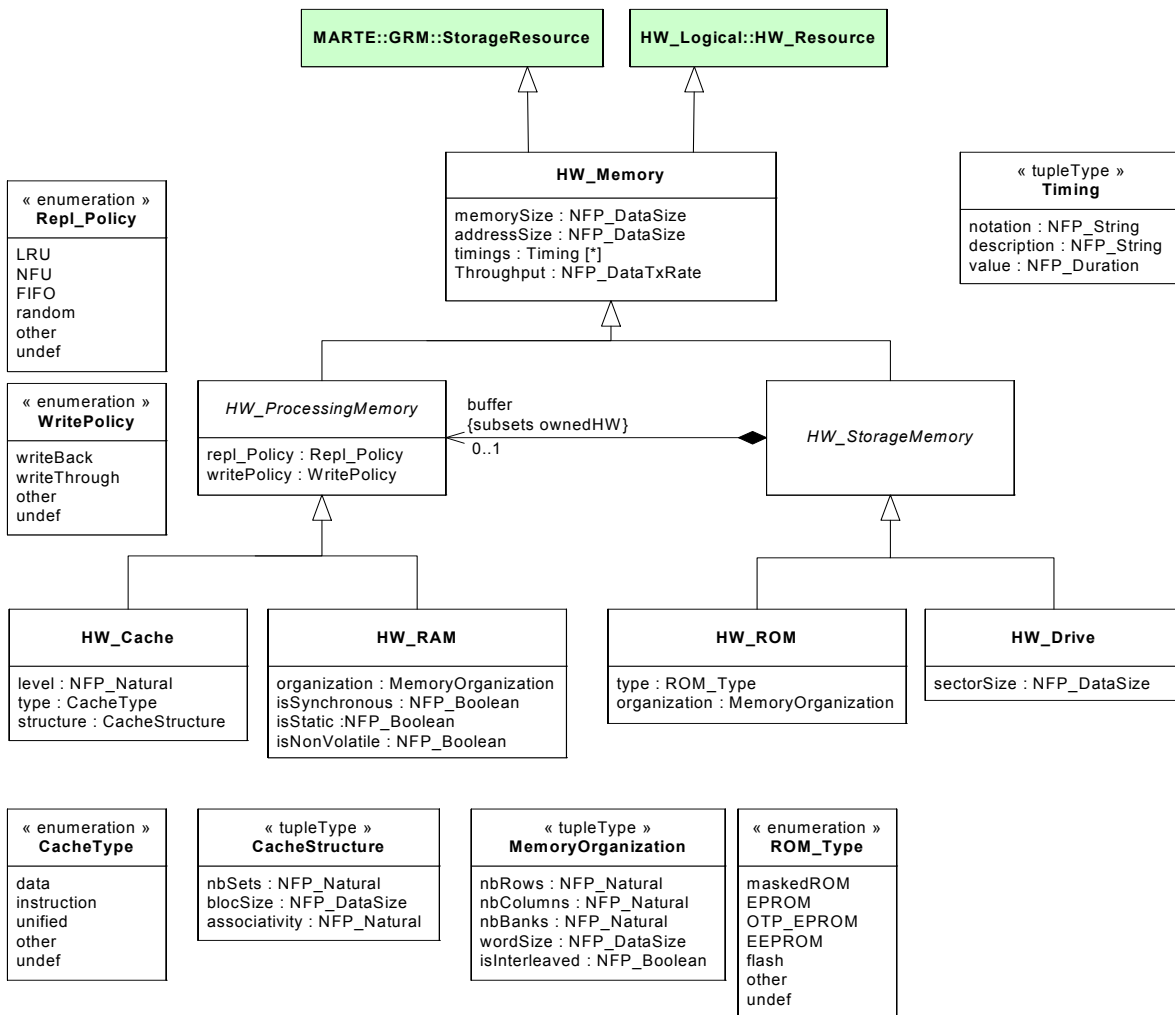 MARTE::GRM::StorageResource
HW_Logical::HW_Resource
HW_Memory
memorySize : NFP_DataSize
addressSize : NFP_DataSize
timings : Timing [*]
Throughput : NFP_DataTxRate
« tupleType »
Timing
notation : NFP_String
description : NFP_String
value : NFP_Duration
« enumeration »
Repl_Policy
LRU
NFU
FIFO
random
other
undef
« enumeration »
WritePolicy
writeBack
writeThrough
other
undef
HW_ProcessingMemory
repl_Policy : Repl_Policy
writePolicy : WritePolicy
buffer
{subsets ownedHW}
0..1
HW_StorageMemory
HW_Cache
level : NFP_Natural
type : CacheType
structure : CacheStructure
HW_RAM
organization : MemoryOrganization
isSynchronous : NFP_Boolean
isStatic :NFP_Boolean
isNonVolatile : NFP_Boolean
HW_ROM
type : ROM_Type
organization : MemoryOrganization
HW_Drive
sectorSize : NFP_DataSize
« enumeration »
CacheType
data
instruction
unified
other
undef
« tupleType »
CacheStructure
nbSets : NFP_Natural
blocSize : NFP_DataSize
associativity : NFP_Natural
« tupleType »
MemoryOrganization
nbRows : NFP_Natural
nbColumns : NFP_Natural
nbBanks : NFP_Natural
wordSize : NFP_DataSize
isInterleaved : NFP_Boolean
« enumeration »
ROM_Type
maskedROM
EPROM
OTP_EPROM
EEPROM
flash
other
undef